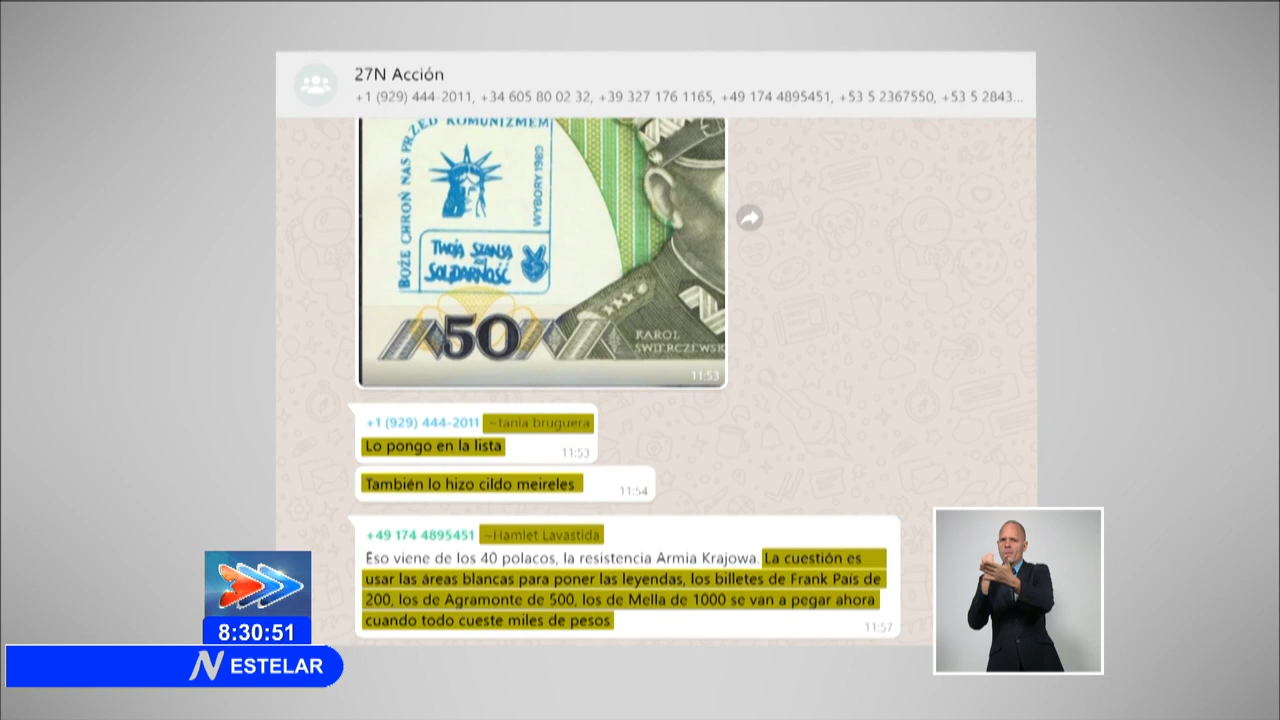 27N Acción
+1 (929) 444-2011, +34 605 80 02 32, +39 327 176 1165, +49 174 4895451, +53 5 2367550, +53 5 2843...
PRZED KOMUNIZMEM
BOŻE CHROŃ NAS
WYBORY 1989
TWOJĄ SZANSĄ
SOLIDARNOŚĆ
50
KAROL
ŚWIERCZEWSK
11:53
+1 (929) 444-2011 ~tania bruguera
Lo pongo en la lista
11:53
También lo hizo cildo meireles
11:54
+49 174 4895451 ~Hamlet Lavastida
Eso viene de los 40 polacos, la resistencia Armia Krajowa. La cuestión es
usar las áreas blancas para poner las leyendas, los billetes de Frank País de
200, los de Agramonte de 500, los de Mella de 1000 se van a pegar ahora
cuando todo cueste miles de pesos
11:57
8:30:51
N ESTELAR